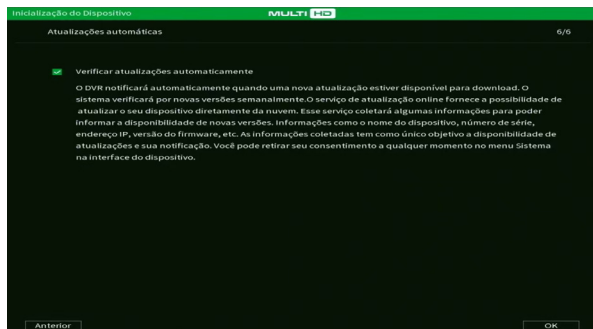 Inicialização do Dispositivo MULTI HD
Atualizações automáticas 6/6
Verificar atualizações automaticamente
O DVR notificará automaticamente quando uma nova atualização estiver disponível para download. O
sistema verificará por novas versões semanalmente.O serviço de atualização online fornece a possibilidade de
atualizar o seu dispositivo diretamente da nuvem. Esse serviço coletará algumas informações para poder
informar a disponibilidade de novas versões. Informações como o nome do dispositivo, número de série,
endereço IP, versão do firmware, etc. As informações coletadas tem como único objetivo a disponibilidade de
atualizações e sua notificação. Você pode retirar seu consentimento a qualquer momento no menu Sistema
na interface do dispositivo.
Anterior OK